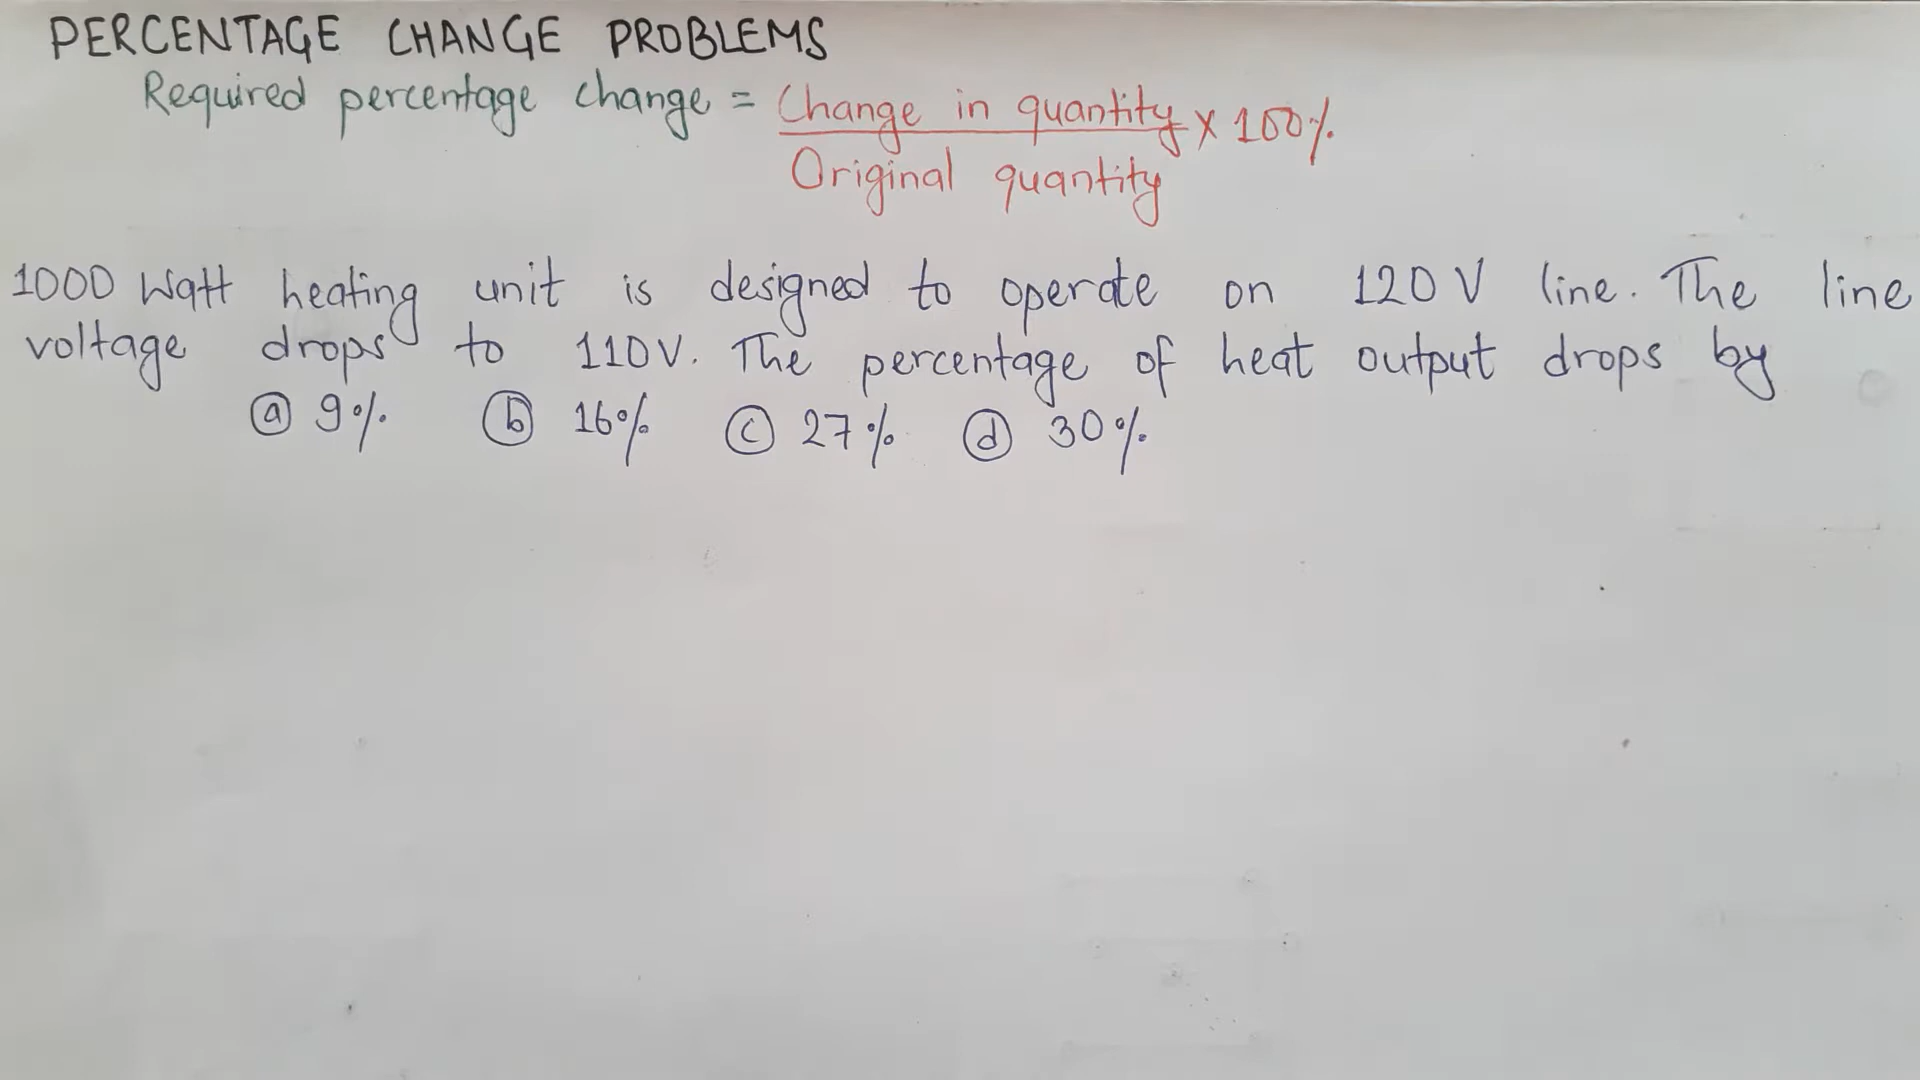 PERCENTAGE CHANGE PROBLEMS
Required percentage change = Change in quantity × 100%
Original quantity
1000 Watt heating unit is designed to operate on 120 V line. The line
voltage drops to 110V. The percentage of heat output drops by
ⓐ 9% ⓑ 16% ⓒ 27% ⓓ 30%